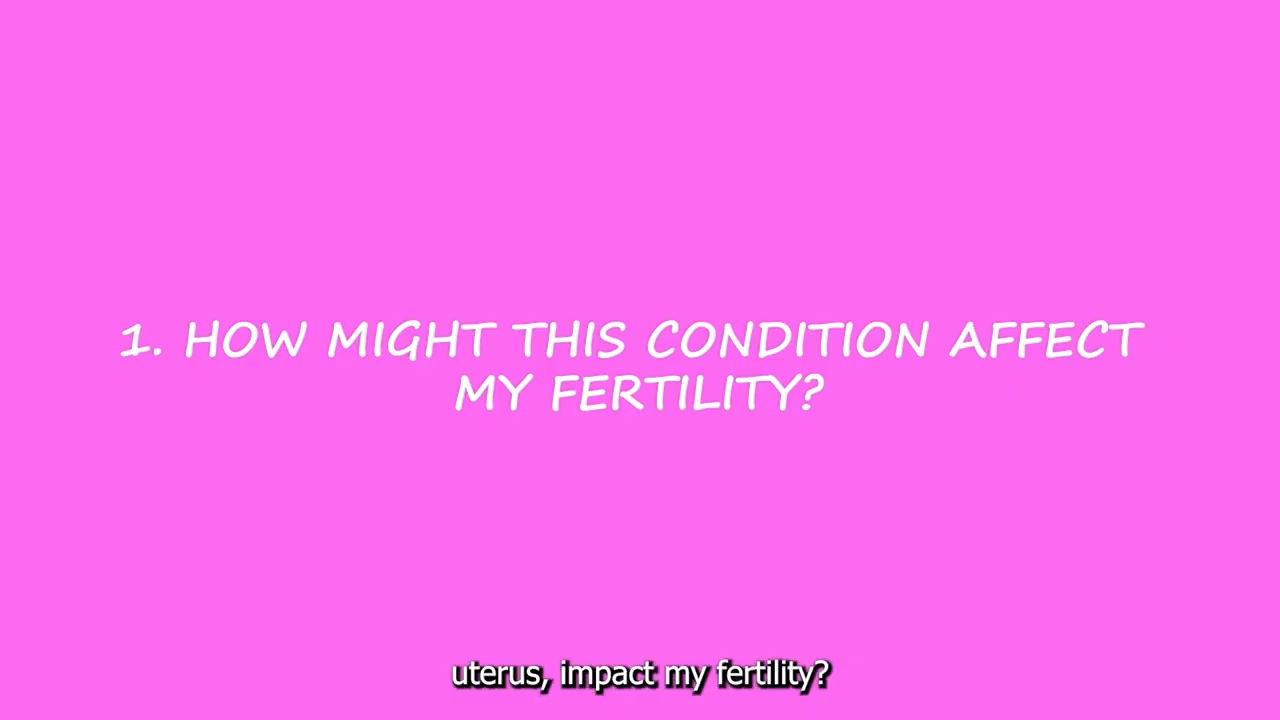 1. HOW MIGHT THIS CONDITION AFFECT
MY FERTILITY?
uterus, impact my fertility?